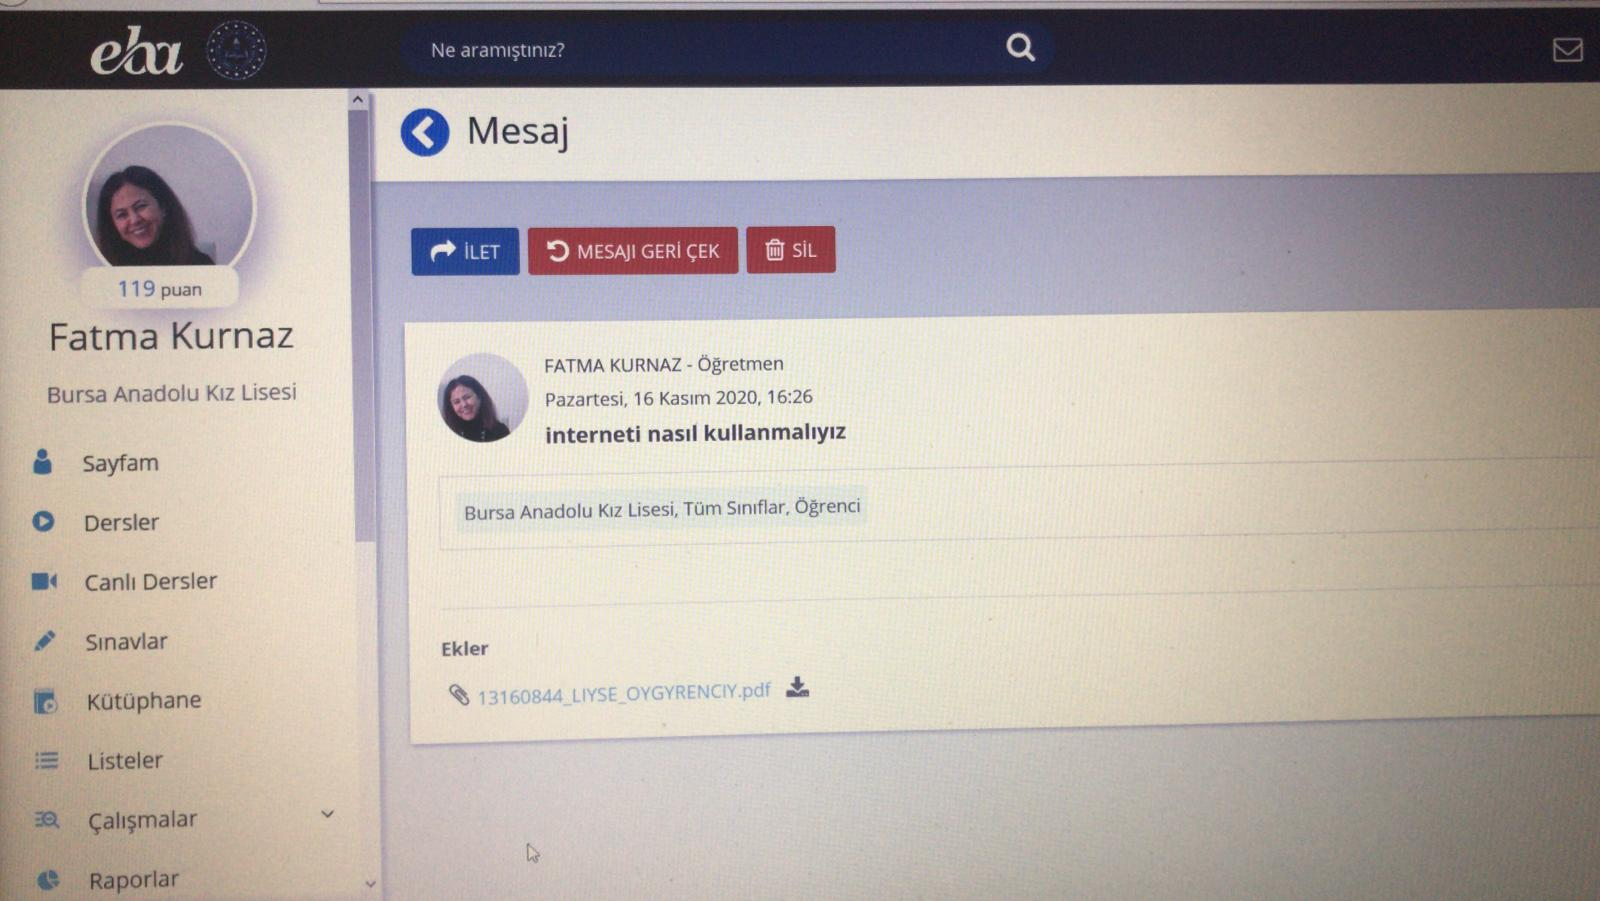 eba
Ne aramıştınız?
Mesaj
İLET
MESAJI GERİ ÇEK
SİL
119 puan
Fatma Kurnaz
Bursa Anadolu Kız Lisesi
Sayfam
Dersler
Canlı Dersler
Sınavlar
Kütüphane
Listeler
Çalışmalar
Raporlar
FATMA KURNAZ - Öğretmen
Pazartesi, 16 Kasım 2020, 16:26
interneti nasıl kullanmalıyız
Bursa Anadolu Kız Lisesi, Tüm Sınıflar, Öğrenci
Ekler
13160844_LIYSE_OYGYRENCIY.pdf